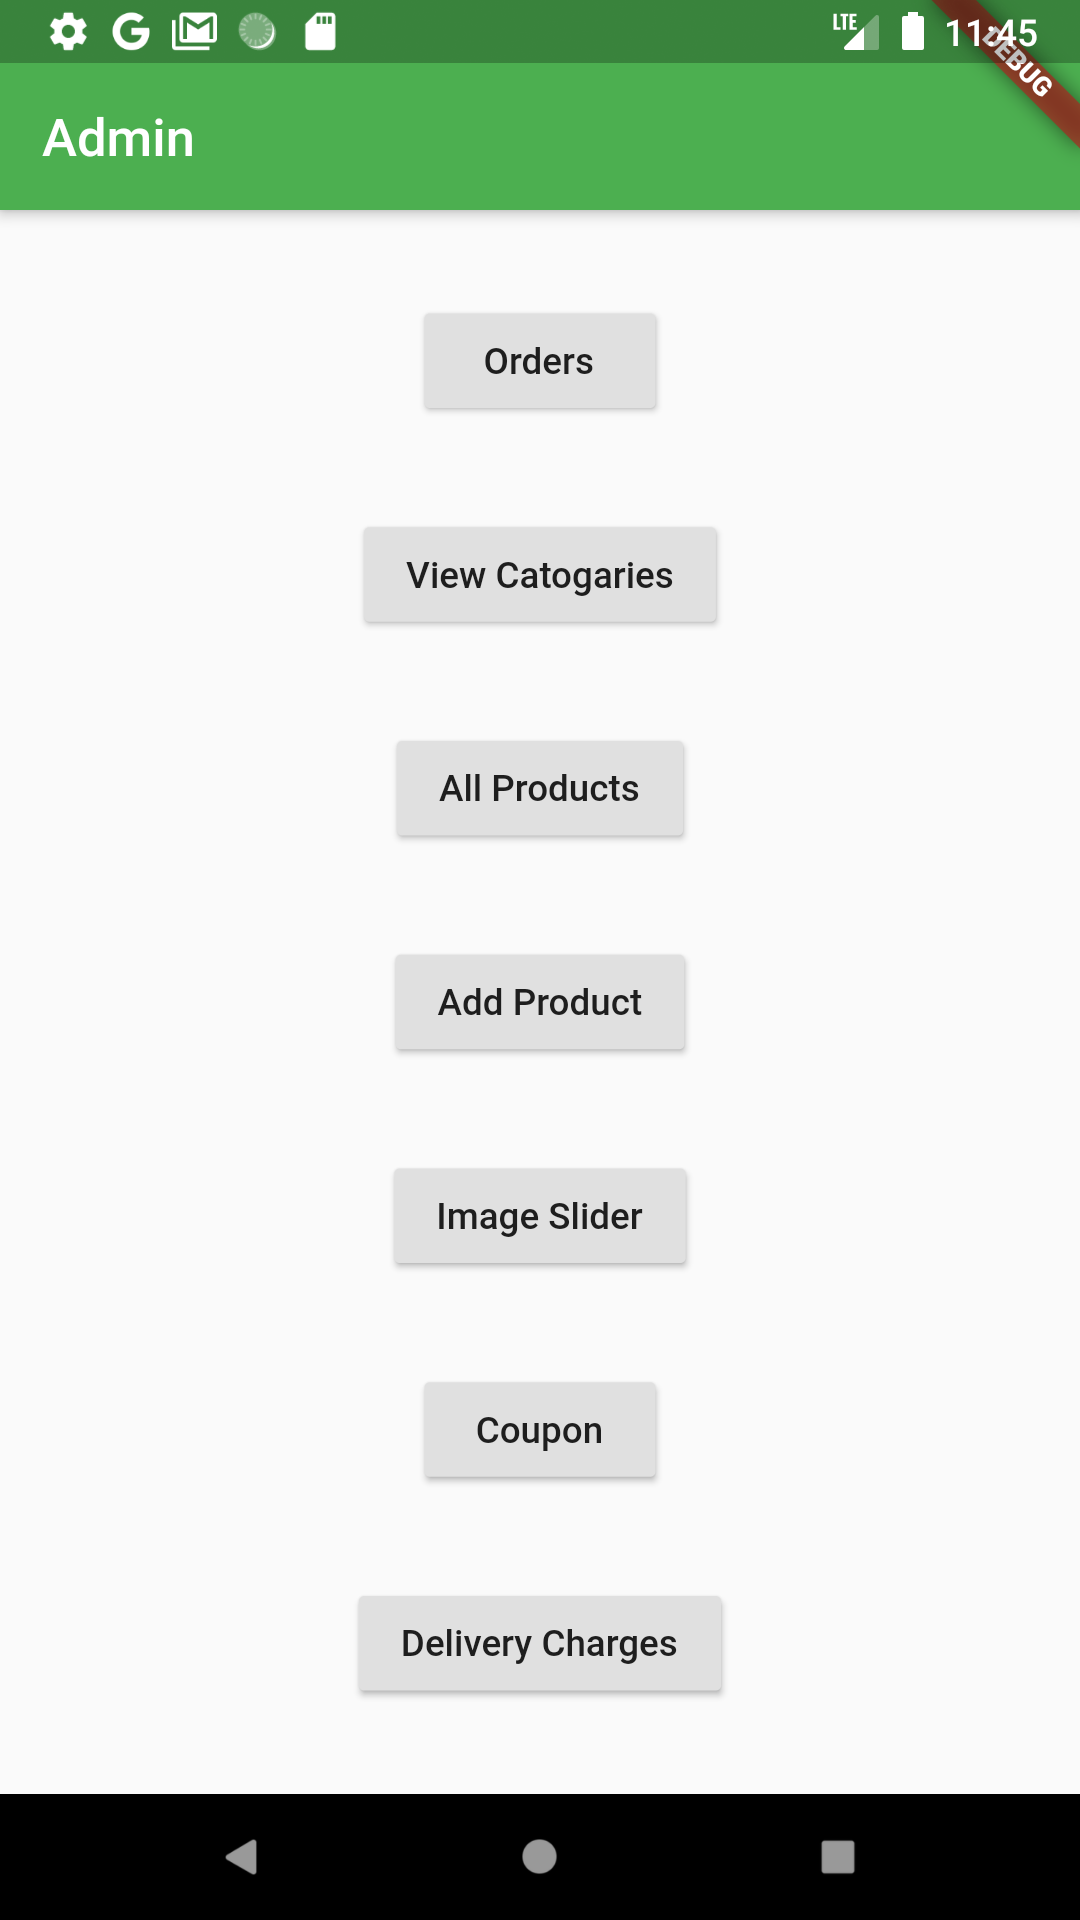 LTE 11:45
DEBUG
Admin
Orders
View Catogaries
All Products
Add Product
Image Slider
Coupon
Delivery Charges